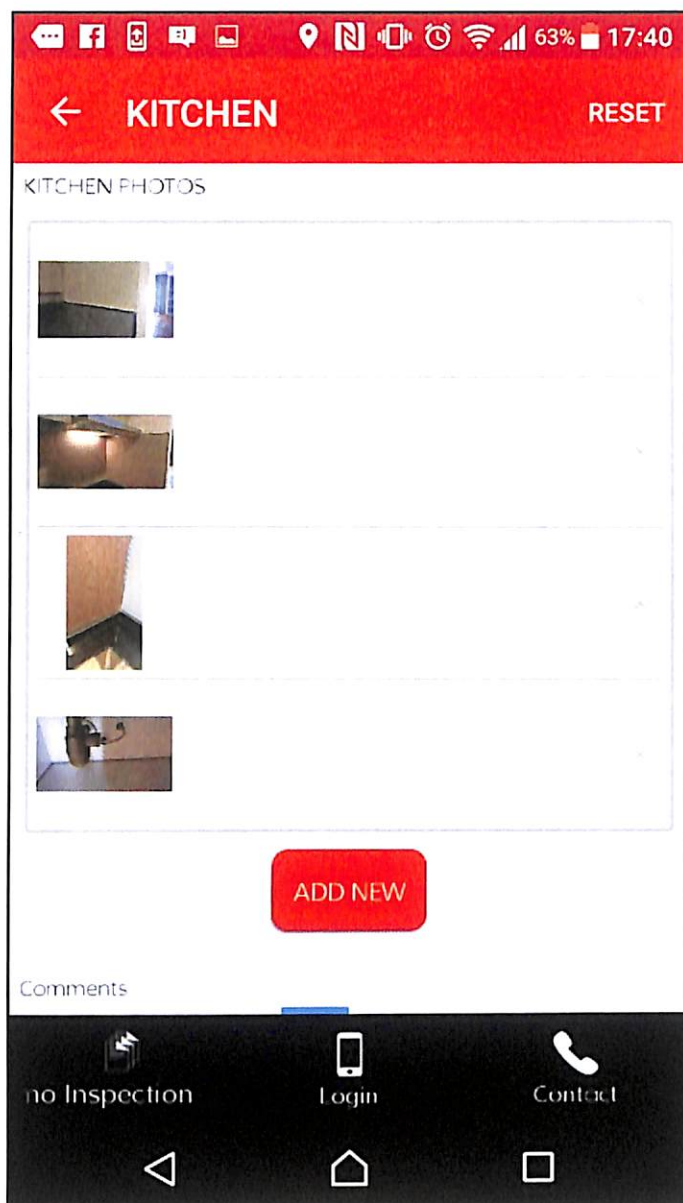 63% 17:40
KITCHEN RESET
KITCHEN PHOTOS
ADD NEW
Comments
no Inspection Login Contact